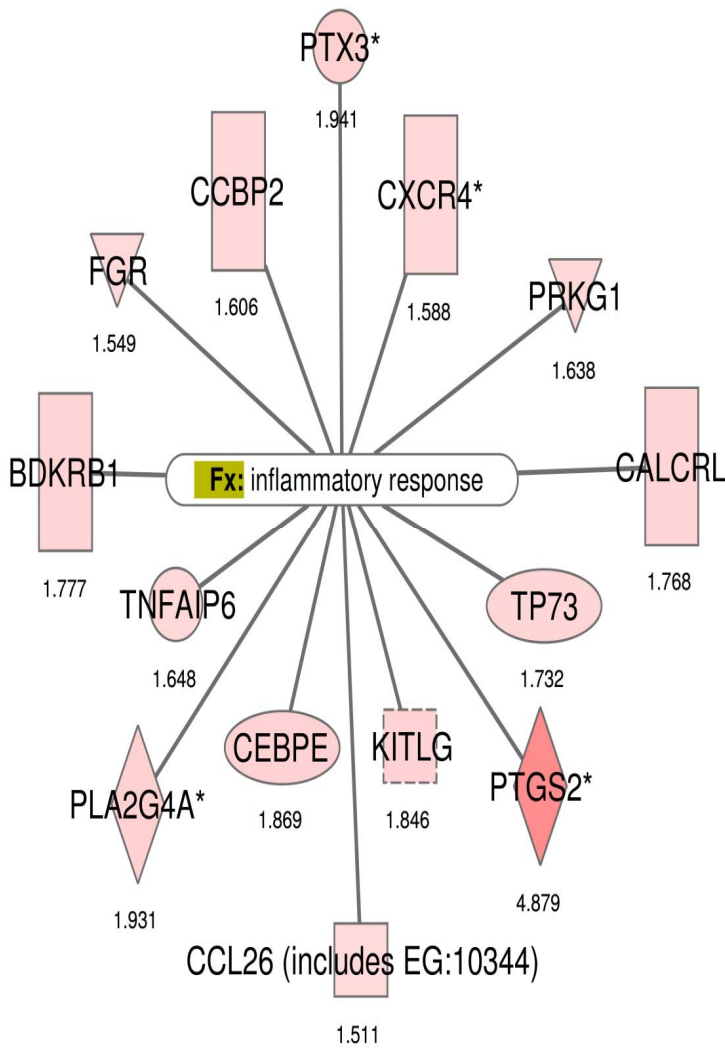 PTX3*
1.941
CCBP2
1.606
CXCR4*
1.588
FGR
1.549
PRKG1
1.638
BDKRB1
1.777
Fx: inflammatory response
CALCRL
1.768
TNFAIP6
1.648
TP73
1.732
PLA2G4A*
1.931
CEBPE
1.869
KITLG
1.846
PTGS2*
4.879
CCL26 (includes EG:10344)
1.511